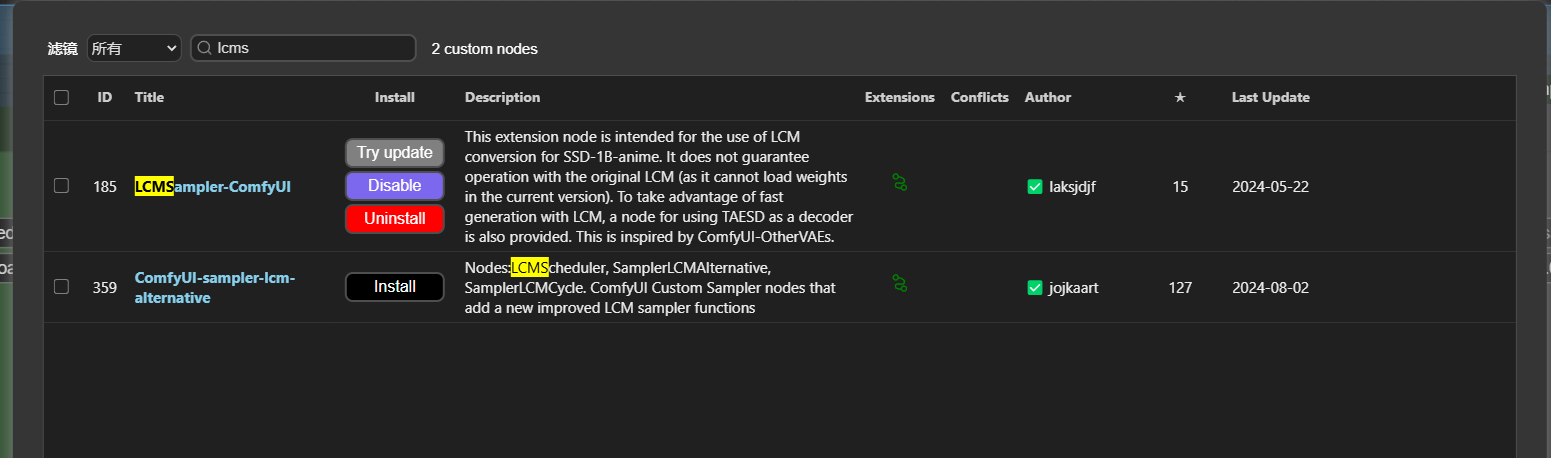 滤镜 所有 lcms 2 custom nodes
ID Title Install Description Extensions Conflicts Author ★ Last Update
185 LCMSampler-ComfyUI
Try update
Disable
Uninstall
This extension node is intended for the use of LCM
conversion for SSD-1B-anime. It does not guarantee
operation with the original LCM (as it cannot load weights
in the current version). To take advantage of fast
generation with LCM, a node for using TAESD as a decoder
is also provided. This is inspired by ComfyUI-OtherVAEs.
laksjdjf 15 2024-05-22
359 ComfyUI-sampler-lcm-
alternative
Install
Nodes:LCMScheduler, SamplerLCMAlternative,
SamplerLCMCycle. ComfyUI Custom Sampler nodes that
add a new improved LCM sampler functions
jojkaart 127 2024-08-02